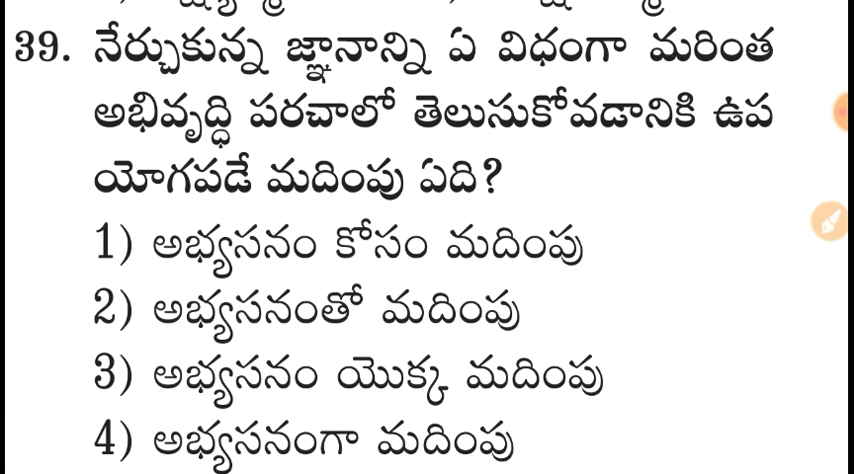 39. నేర్చుకున్న జ్ఞానాన్ని ఏ విధంగా మరింత
అభివృద్ధి పరచాలో తెలుసుకోవడానికి ఉప
యోగపడే మదింపు ఏది?
1) అభ్యసనం కోసం మదింపు
2) అభ్యసనంతో మదింపు
3) అభ్యసనం యొక్క మదింపు
4) అభ్యసనంగా మదింపు